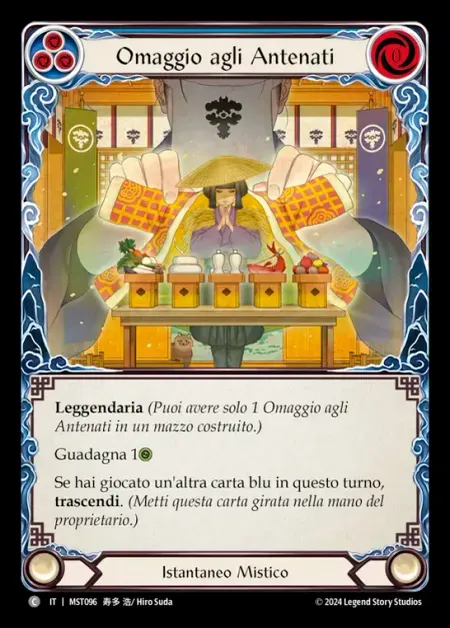 Omaggio agli Antenati
0
Leggendaria (Puoi avere solo 1 Omaggio agli
Antenati in un mazzo costruito.)
Guadagna 1
Se hai giocato un'altra carta blu in questo turno,
trascendi. (Metti questa carta girata nella mano del
proprietario.)
Istantaneo Mistico
C IT | MST096 寿多 浩/ Hiro Suda © 2024 Legend Story Studios